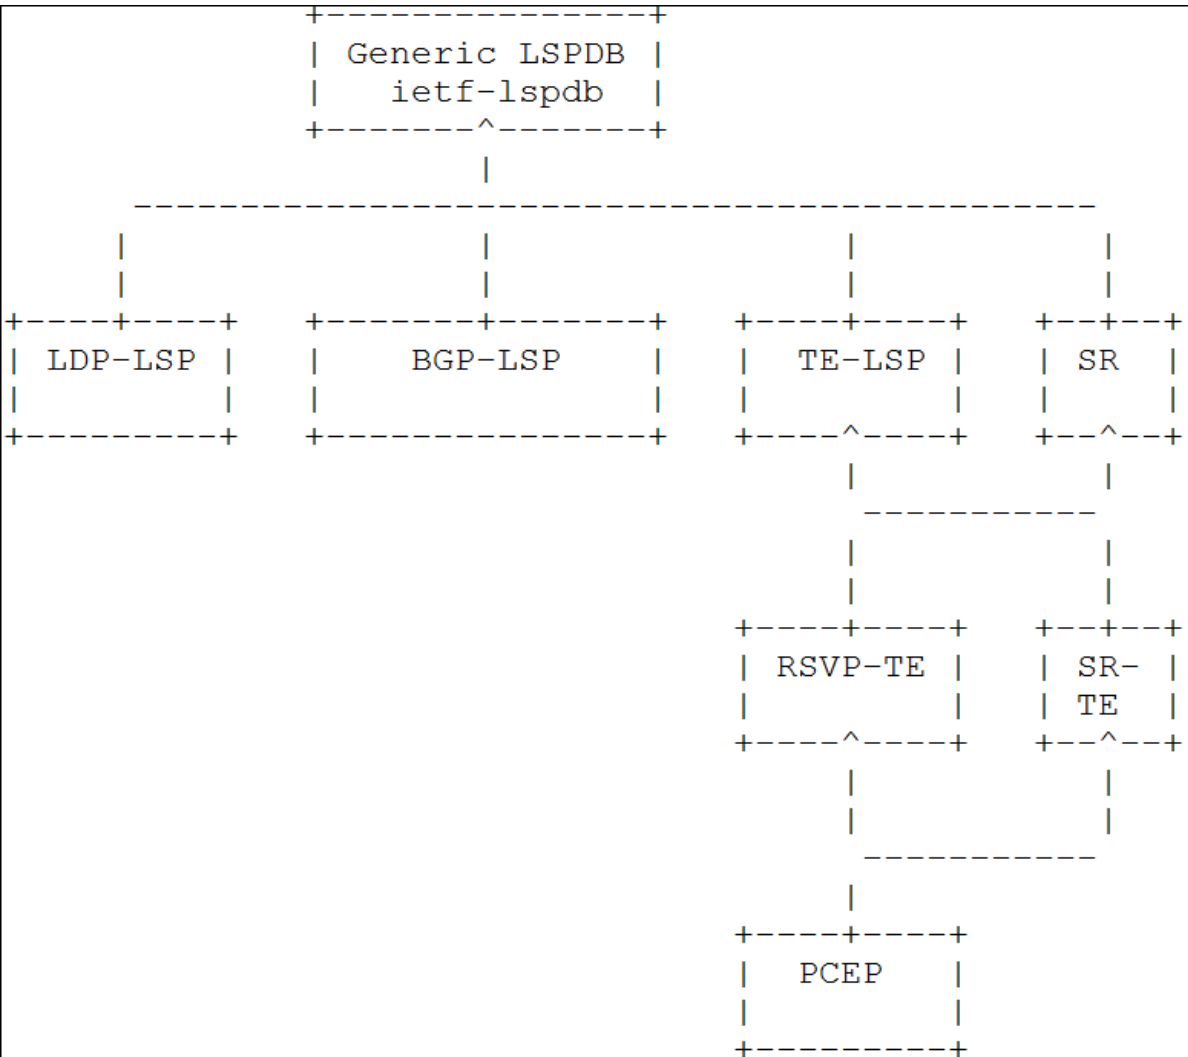 Generic LSPDB
ietf-lspdb
LDP-LSP BGP-LSP TE-LSP SR
RSVP-TE SR-
TE
PCEP